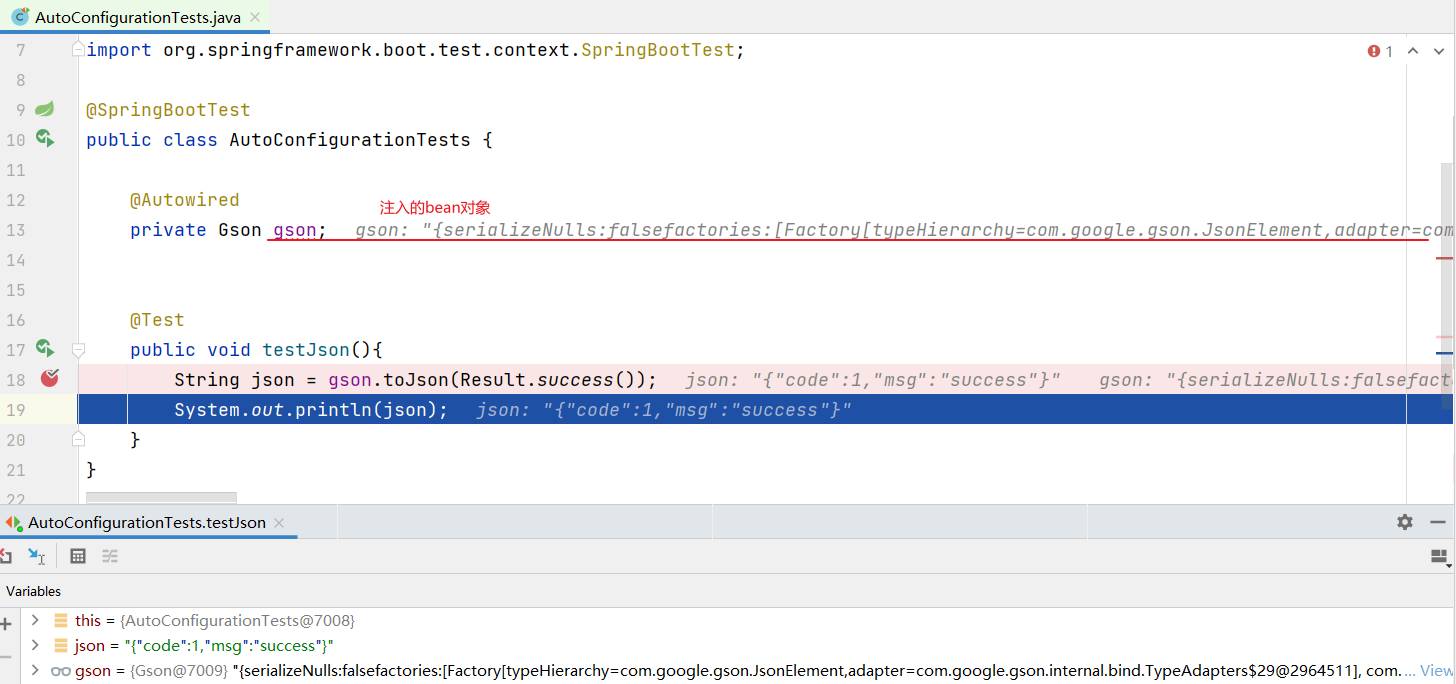 AutoConfigurationTests.java
7 import org.springframework.boot.test.context.SpringBootTest;
1
8
9 @SpringBootTest
10 public class AutoConfigurationTests {
11
12 @Autowired
注入的bean对象
13 private Gson gson; gson: "{serializeNulls:falsefactories:[Factory[typeHierarchy=com.google.gson.JsonElement,adapter=com
14
15
16 @Test
17 public void testJson(){
18 String json = gson.toJson(Result.success()); json: "{"code":1,"msg":"success"}" gson: "{serializeNulls:falsefact
19 System.out.println(json); json: "{"code":1,"msg":"success"}"
20 }
21 }
22
AutoConfigurationTests.testJson
Variables
this = {AutoConfigurationTests@7008}
json = "{"code":1,"msg":"success"}"
gson = {Gson@7009} "{serializeNulls:falsefactories:[Factory[typeHierarchy=com.google.gson.JsonElement,adapter=com.google.gson.internal.bind.TypeAdapters$29@2964511], com. ... View